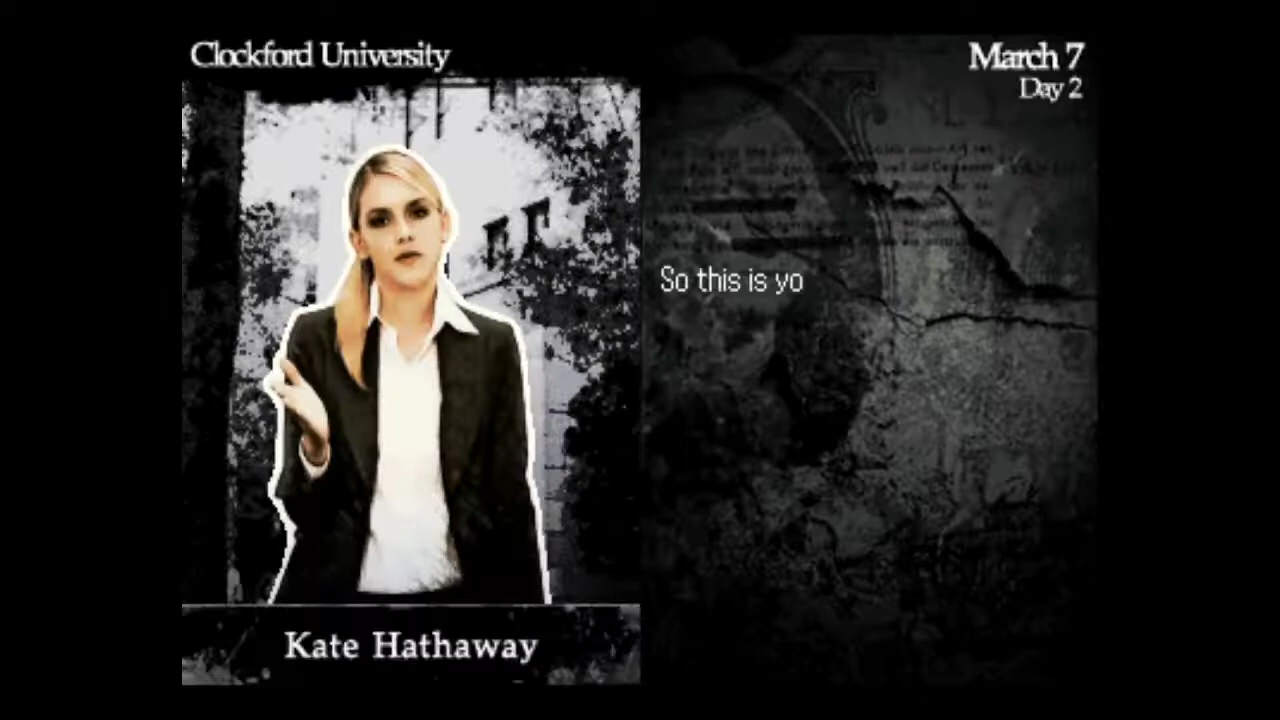 Clockford University
March 7
Day 2
So this is yo
Kate Hathaway